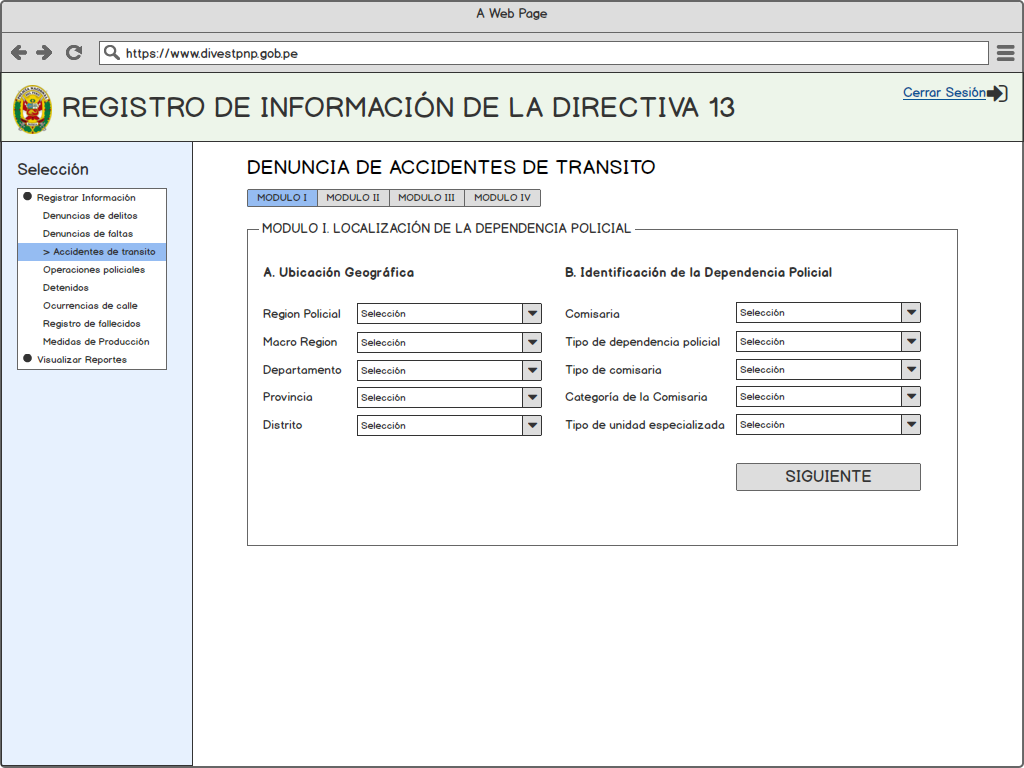 A Web Page
https://www.divestpnp.gob.pe
REGISTRO DE INFORMACIÓN DE LA DIRECTIVA 13
Cerrar Sesión
Selección
Registrar Información
Denuncias de delitos
Denuncias de faltas
> Accidentes de transito
Operaciones policiales
Detenidos
Ocurrencias de calle
Registro de fallecidos
Medidas de Producción
Visualizar Reportes
DENUNCIA DE ACCIDENTES DE TRANSITO
MODULO I MODULO II MODULO III MODULO IV
MODULO I. LOCALIZACIÓN DE LA DEPENDENCIA POLICIAL
A. Ubicación Geográfica
Region Policial Selección
Macro Region Selección
Departamento Selección
Provincia Selección
Distrito Selección
B. Identificación de la Dependencia Policial
Comisaria Selección
Tipo de dependencia policial Selección
Tipo de comisaria Selección
Categoría de la Comisaria Selección
Tipo de unidad especializada Selección
SIGUIENTE